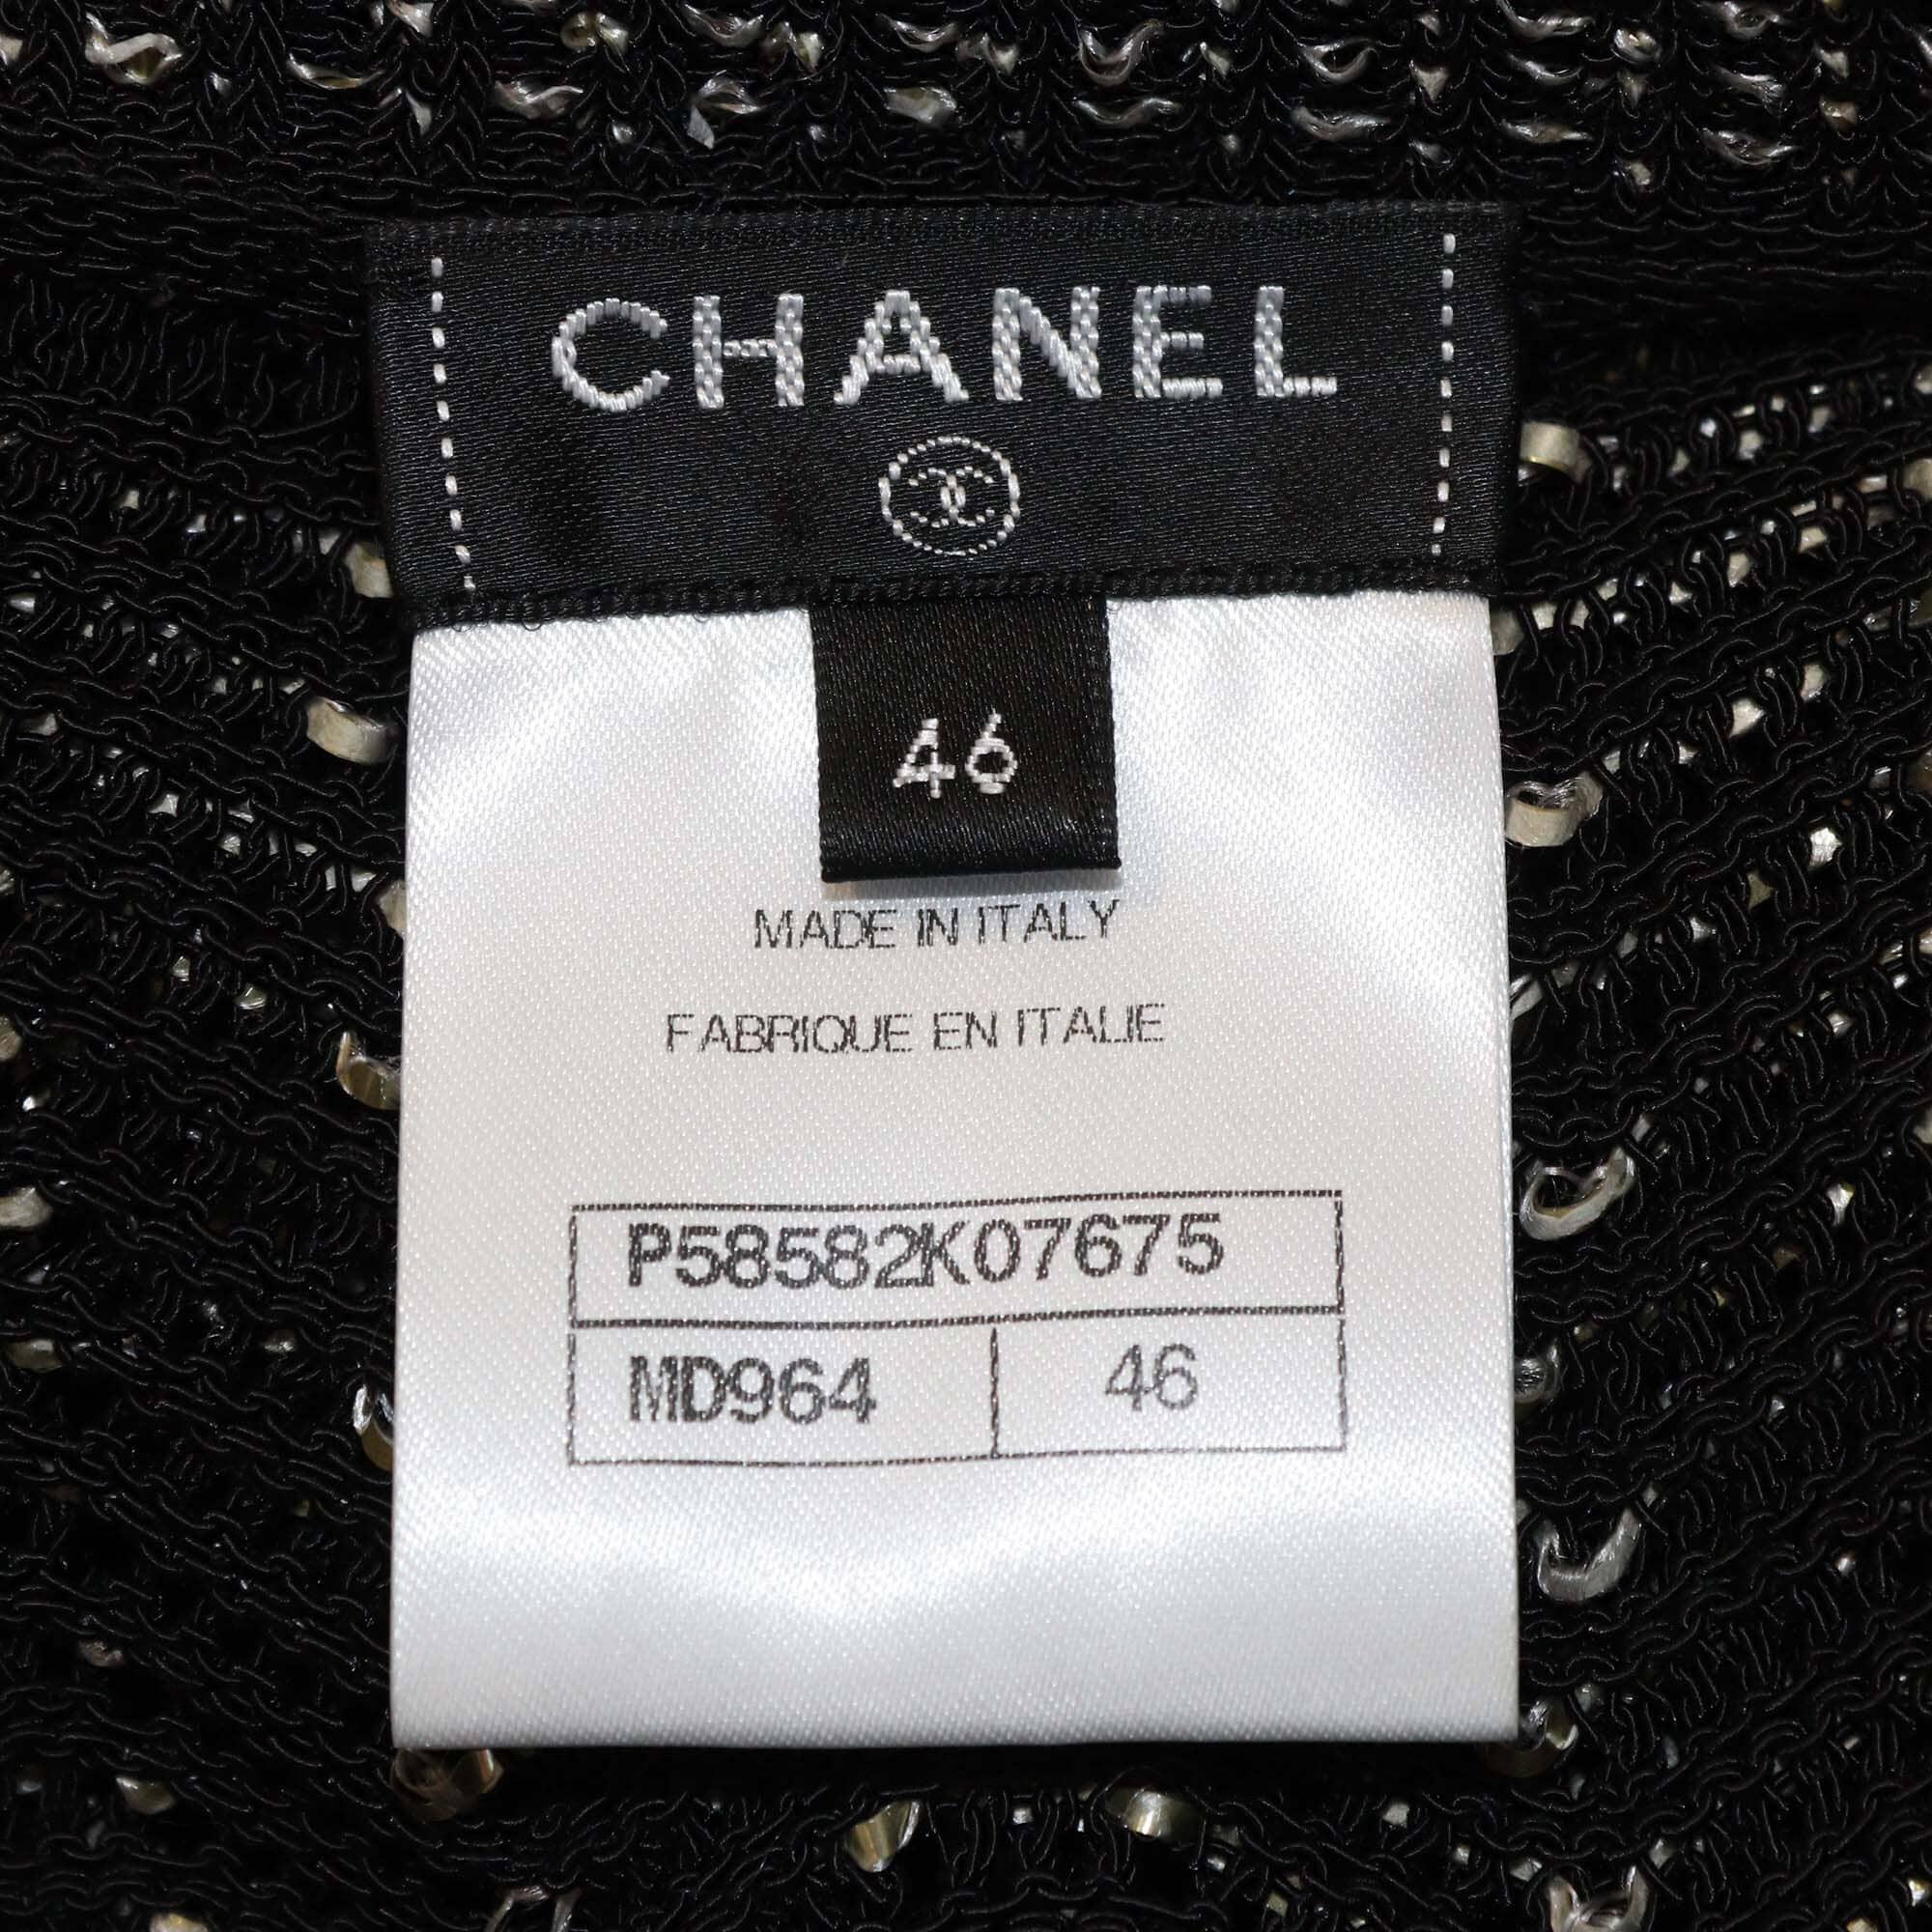 CHANEL
46
MADE IN ITALY
FABRIQUE EN ITALIE
P58582K07675
MD964 46